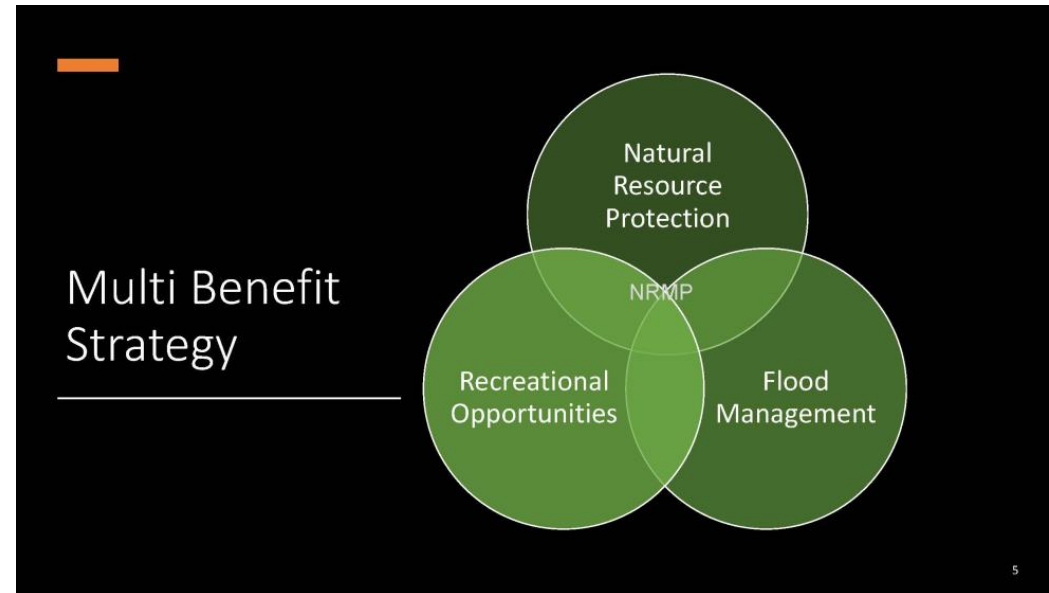 Multi Benefit
Strategy
Natural
Resource
Protection
NRMP
Recreational
Opportunities
Flood
Management
5